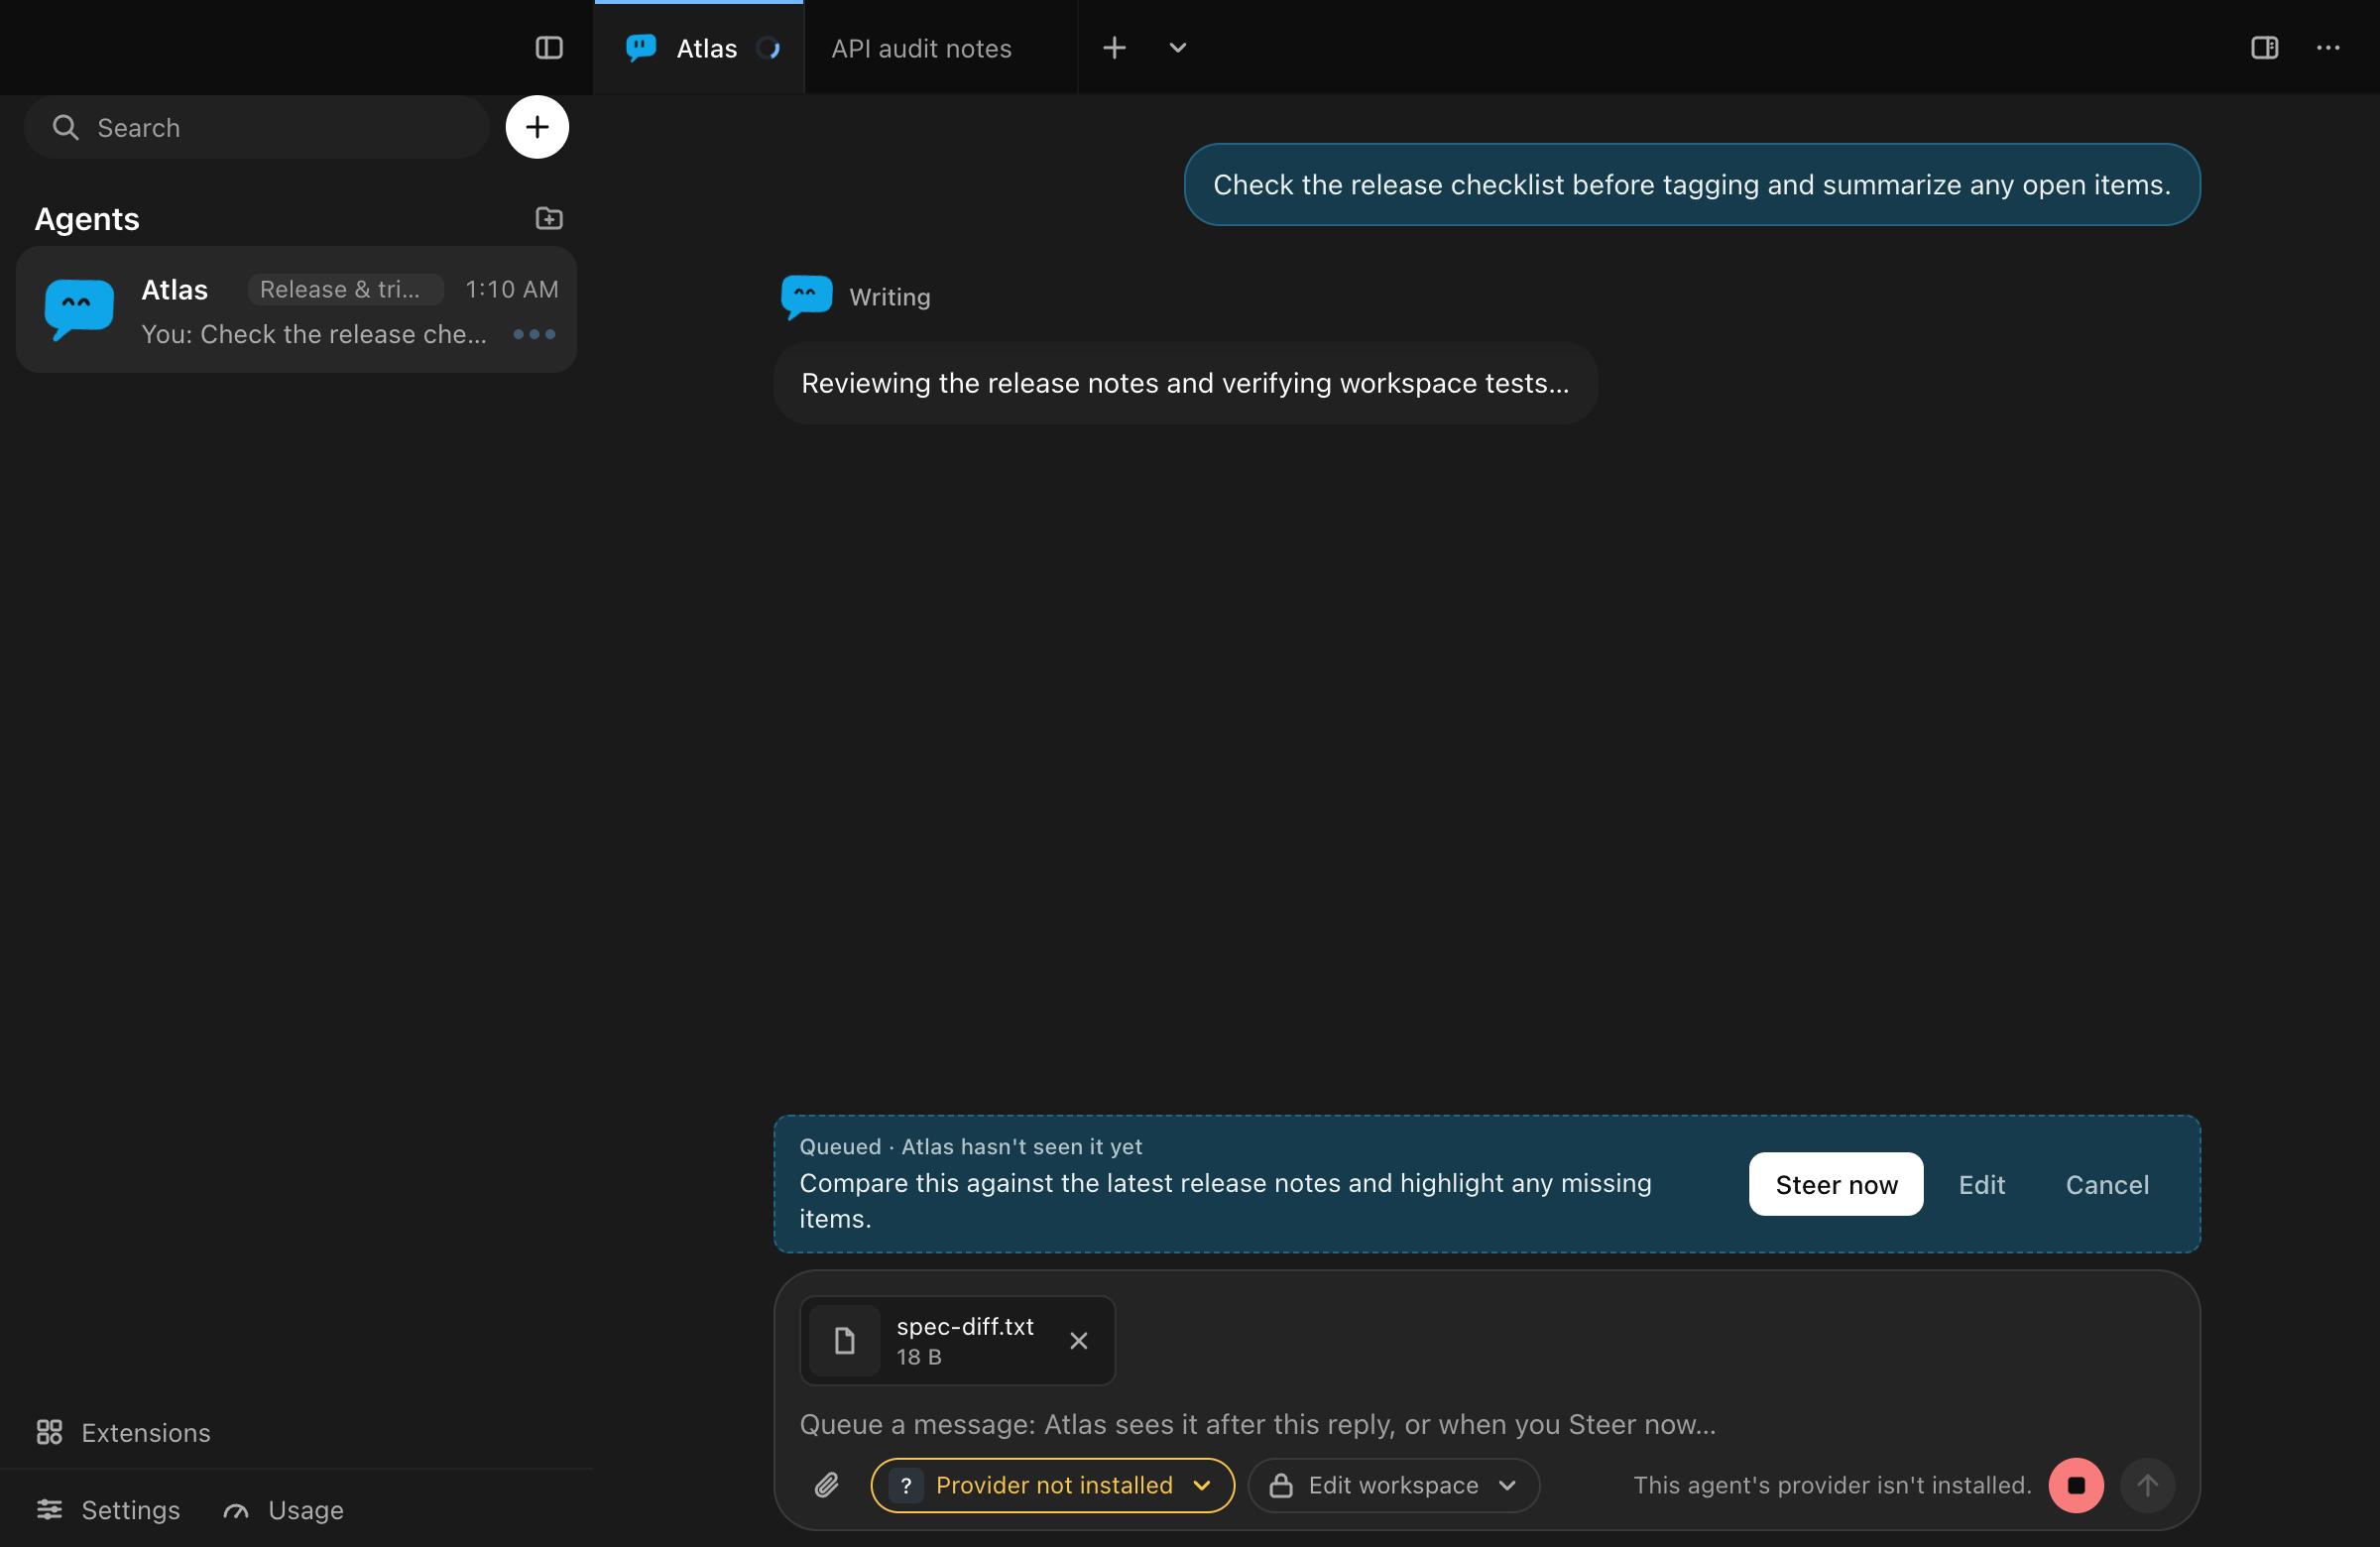 Atlas
API audit notes
Search
Agents
Atlas
Release & tri...
1:10 AM
You: Check the release che...
Extensions
Settings
Usage
Check the release checklist before tagging and summarize any open items.
Writing
Reviewing the release notes and verifying workspace tests...
Queued · Atlas hasn't seen it yet
Compare this against the latest release notes and highlight any missing
items.
Steer now
Edit
Cancel
spec-diff.txt
18 B
Queue a message: Atlas sees it after this reply, or when you Steer now...
? Provider not installed
Edit workspace
This agent's provider isn't installed.